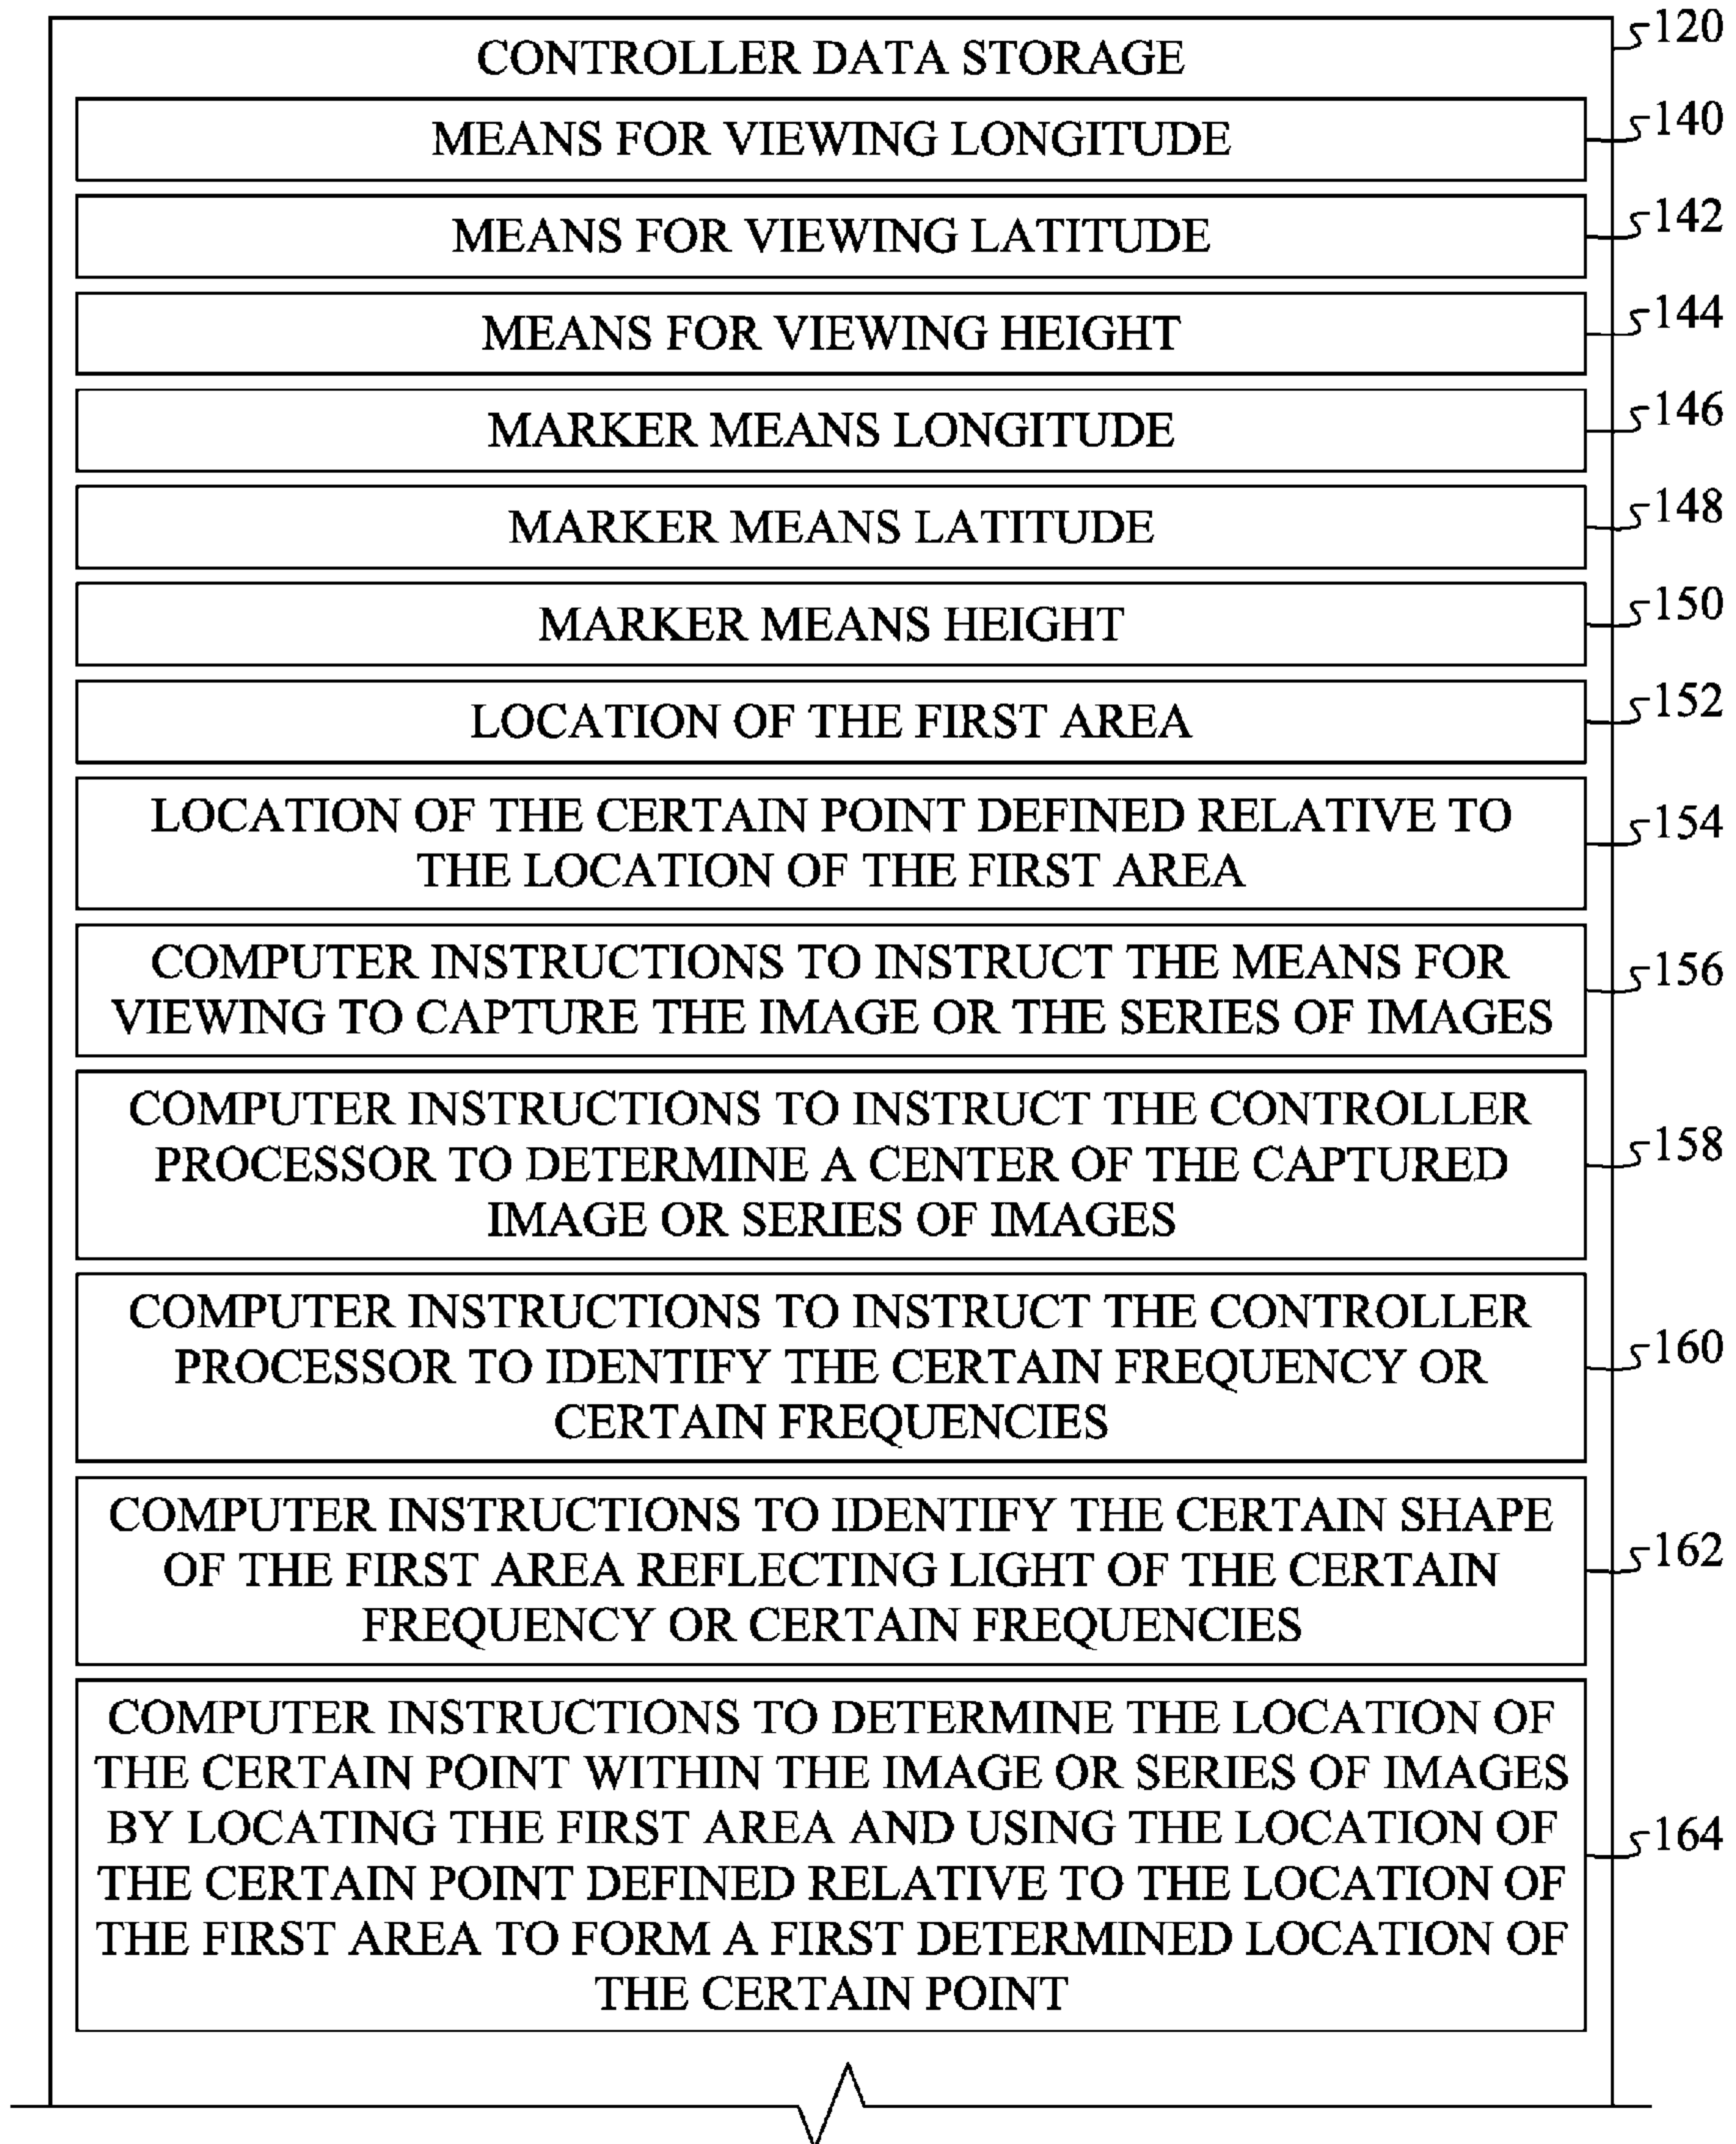 CONTROLLER DATA STORAGE
120
MEANS FOR VIEWING LONGITUDE
140
MEANS FOR VIEWING LATITUDE
142
MEANS FOR VIEWING HEIGHT
144
MARKER MEANS LONGITUDE
146
MARKER MEANS LATITUDE
148
MARKER MEANS HEIGHT
150
LOCATION OF THE FIRST AREA
152
LOCATION OF THE CERTAIN POINT DEFINED RELATIVE TO
THE LOCATION OF THE FIRST AREA
154
COMPUTER INSTRUCTIONS TO INSTRUCT THE MEANS FOR
VIEWING TO CAPTURE THE IMAGE OR THE SERIES OF IMAGES
156
COMPUTER INSTRUCTIONS TO INSTRUCT THE CONTROLLER
PROCESSOR TO DETERMINE A CENTER OF THE CAPTURED
IMAGE OR SERIES OF IMAGES
158
COMPUTER INSTRUCTIONS TO INSTRUCT THE CONTROLLER
PROCESSOR TO IDENTIFY THE CERTAIN FREQUENCY OR
CERTAIN FREQUENCIES
160
COMPUTER INSTRUCTIONS TO IDENTIFY THE CERTAIN SHAPE
OF THE FIRST AREA REFLECTING LIGHT OF THE CERTAIN
FREQUENCY OR CERTAIN FREQUENCIES
162
COMPUTER INSTRUCTIONS TO DETERMINE THE LOCATION OF
THE CERTAIN POINT WITHIN THE IMAGE OR SERIES OF IMAGES
BY LOCATING THE FIRST AREA AND USING THE LOCATION OF
THE CERTAIN POINT DEFINED RELATIVE TO THE LOCATION OF
THE FIRST AREA TO FORM A FIRST DETERMINED LOCATION OF
THE CERTAIN POINT
164